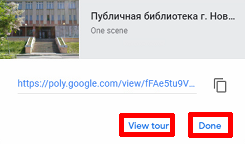 Публичная библиотека г. Нов...
One scene
https://poly.google.com/view/fFAe5tu9V...
View tour
Done